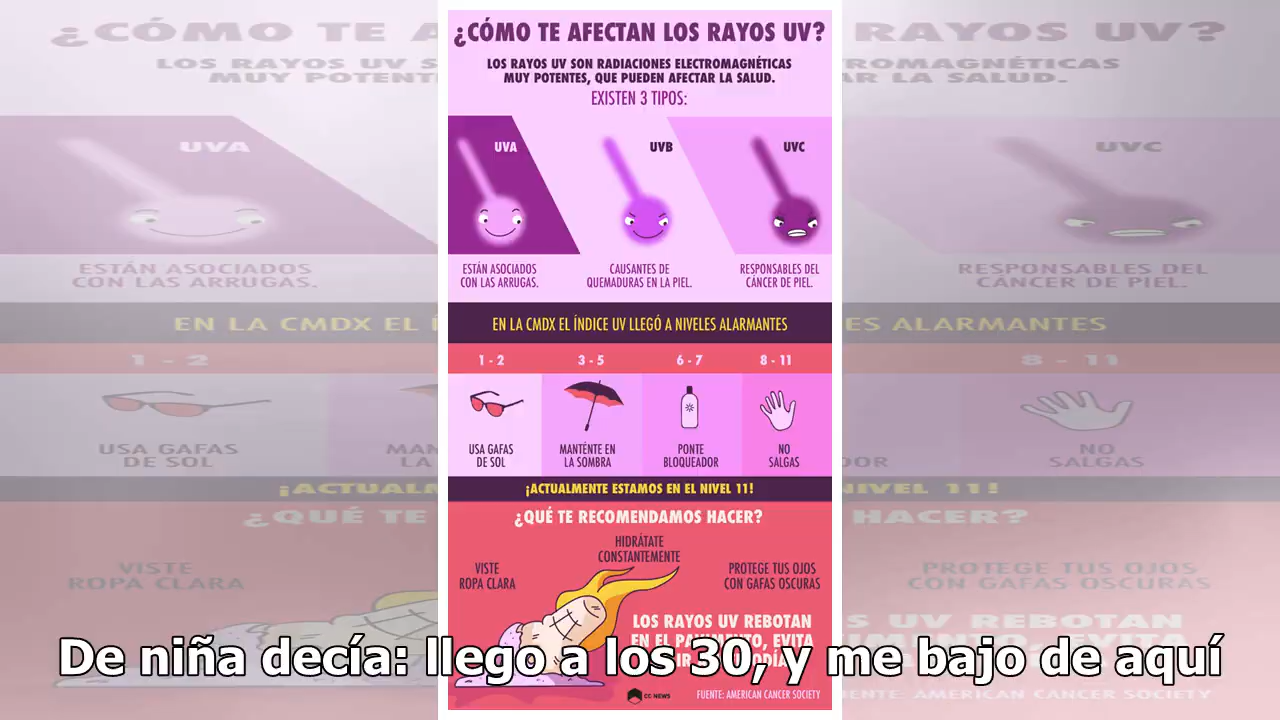 ¿CÓMO TE AFECTAN LOS RAYOS UV?
LOS RAYOS UV SON RADIACIONES ELECTROMAGNÉTICAS
MUY POTENTES, QUE PUEDEN AFECTAR LA SALUD.
EXISTEN 3 TIPOS:
UVA
UVB
UVC
ESTÁN ASOCIADOS
CON LAS ARRUGAS.
CAUSANTES DE
QUEMADURAS EN LA PIEL.
RESPONSABLES DEL
CÁNCER DE PIEL.
EN LA CMDX EL ÍNDICE UV LLEGÓ A NIVELES ALARMANTES
1 - 2
3 - 5
6 - 7
8 - 11
USA GAFAS
DE SOL
MANTÉNTE EN
LA SOMBRA
PONTE
BLOQUEADOR
NO
SALGAS
¡ACTUALMENTE ESTAMOS EN EL NIVEL 11!
¿QUÉ TE RECOMENDAMOS HACER?
VISTE
ROPA CLARA
HIDRÁTATE
CONSTANTEMENTE
PROTEGE TUS OJOS
CON GAFAS OSCURAS
LOS RAYOS UV REBOTAN
EN EL PAVIMENTO, EVITA
De niña decía: llego a los 30, y me bajo de aquí
CC NEWS
FUENTE: AMERICAN CANCER SOCIETY